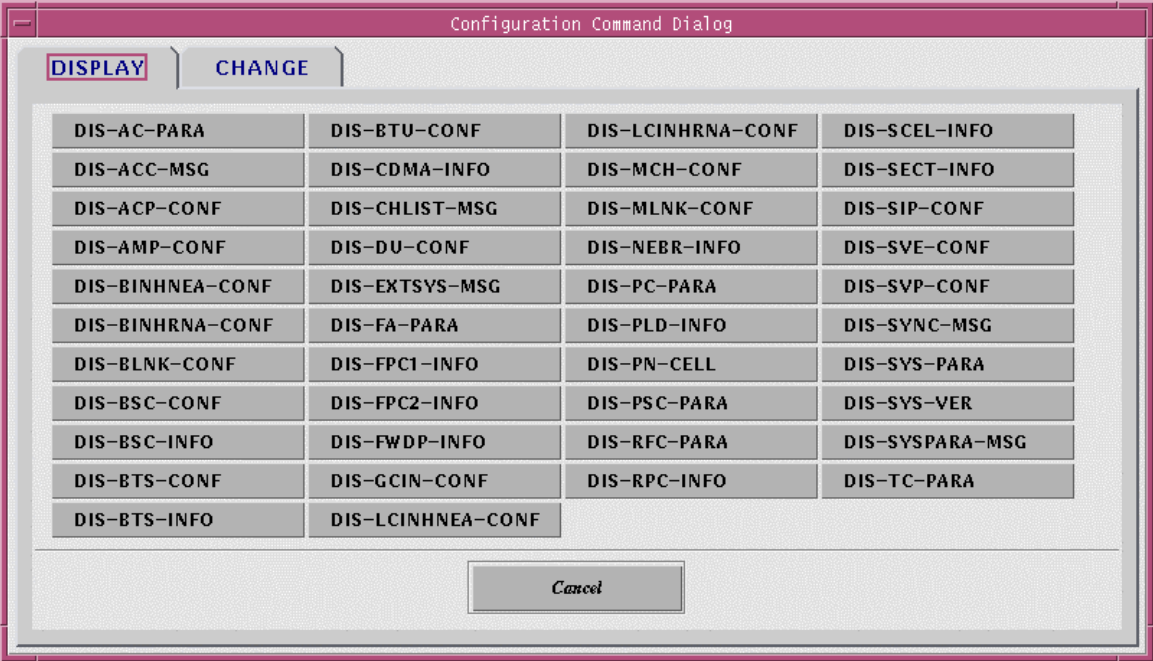 Configuration Command Dialog
DISPLAY CHANGE
DIS-AC-PARA DIS-BTU-CONF DIS-LCINHRNA-CONF DIS-SCEL-INFO
DIS-ACC-MSG DIS-CDMA-INFO DIS-MCH-CONF DIS-SECT-INFO
DIS-ACP-CONF DIS-CHLIST-MSG DIS-MLNK-CONF DIS-SIP-CONF
DIS-AMP-CONF DIS-DU-CONF DIS-NEBR-INFO DIS-SVE-CONF
DIS-BINHNEA-CONF DIS-EXTSYS-MSG DIS-PC-PARA DIS-SVP-CONF
DIS-BINHRNA-CONF DIS-FA-PARA DIS-PLD-INFO DIS-SYNC-MSG
DIS-BLNK-CONF DIS-FPC1-INFO DIS-PN-CELL DIS-SYS-PARA
DIS-BSC-CONF DIS-FPC2-INFO DIS-PSC-PARA DIS-SYS-VER
DIS-BSC-INFO DIS-FWDP-INFO DIS-RFC-PARA DIS-SYSPARA-MSG
DIS-BTS-CONF DIS-GCIN-CONF DIS-RPC-INFO DIS-TC-PARA
DIS-BTS-INFO DIS-LCINHNEA-CONF
Cancel